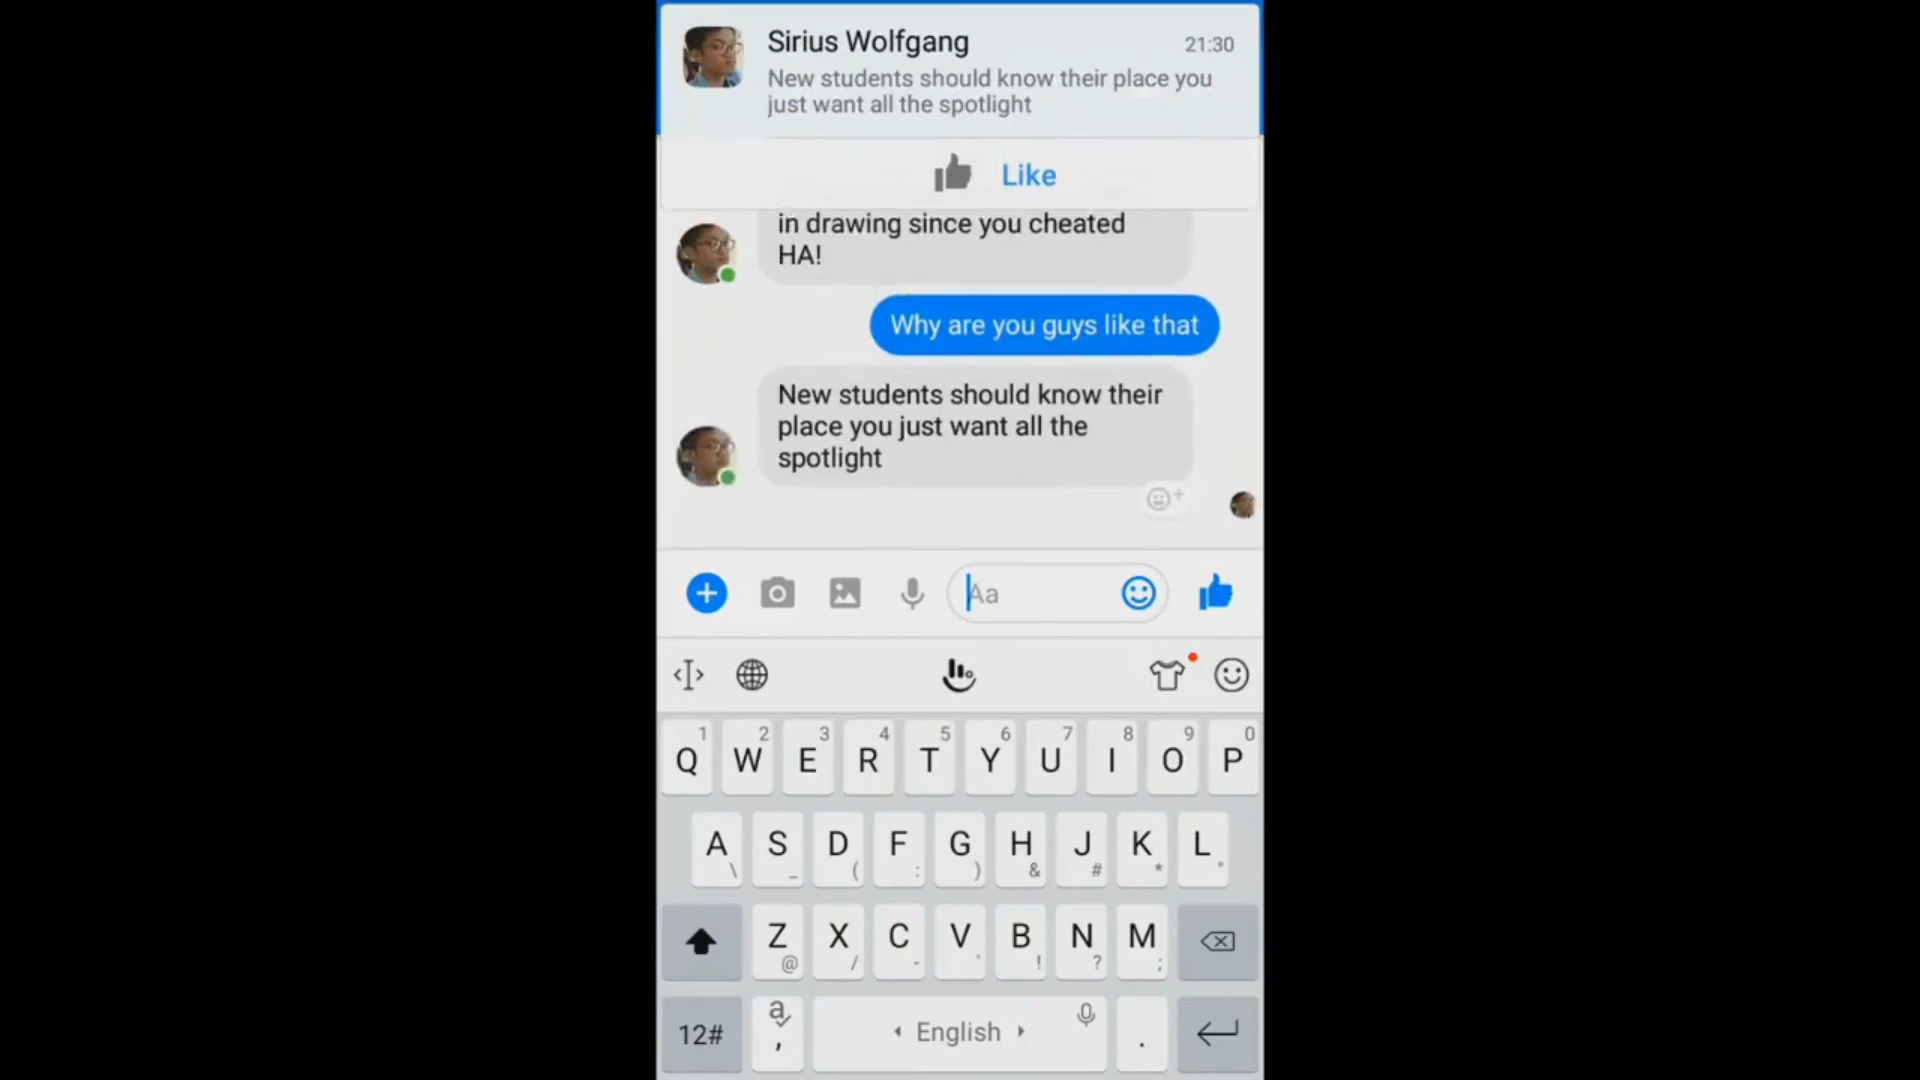 Sirius Wolfgang
21:30
New students should know their place you
just want all the spotlight
Like
in drawing since you cheated
HA!
Why are you guys like that
New students should know their
place you just want all the
spotlight
Aa
1 2 3 4 5 6 7 8 9 0
Q W E R T Y U I O P
A S D F G H J K L
\ _ ( : ) & # * "
Z X C V B N M
@ / - ' ! ? ;
12# a , English .